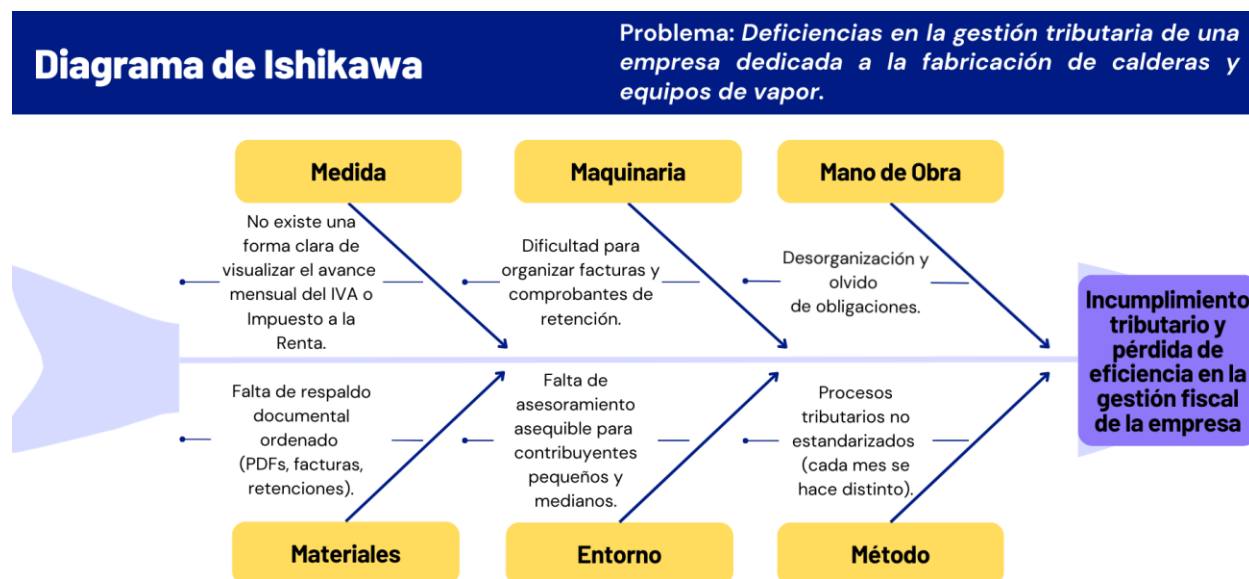 Diagrama de Ishikawa
Problema: Deficiencias en la gestión tributaria de una
empresa dedicada a la fabricación de calderas y
equipos de vapor.
Medida
Maquinaria
Mano de Obra
No existe una
forma clara de
visualizar el avance
mensual del IVA o
Impuesto a la
Renta.
Dificultad para
organizar facturas y
comprobantes de
retención.
Desorganización y
olvido
de obligaciones.
Incumplimiento
tributario y
pérdida de
eficiencia en la
gestión fiscal
de la empresa
Falta de respaldo
documental
ordenado
(PDFs, facturas,
retenciones).
Falta de
asesoramiento
asequible para
contribuyentes
pequeños y
medianos.
Procesos
tributarios no
estandarizados
(cada mes se
hace distinto).
Materiales
Entorno
Método